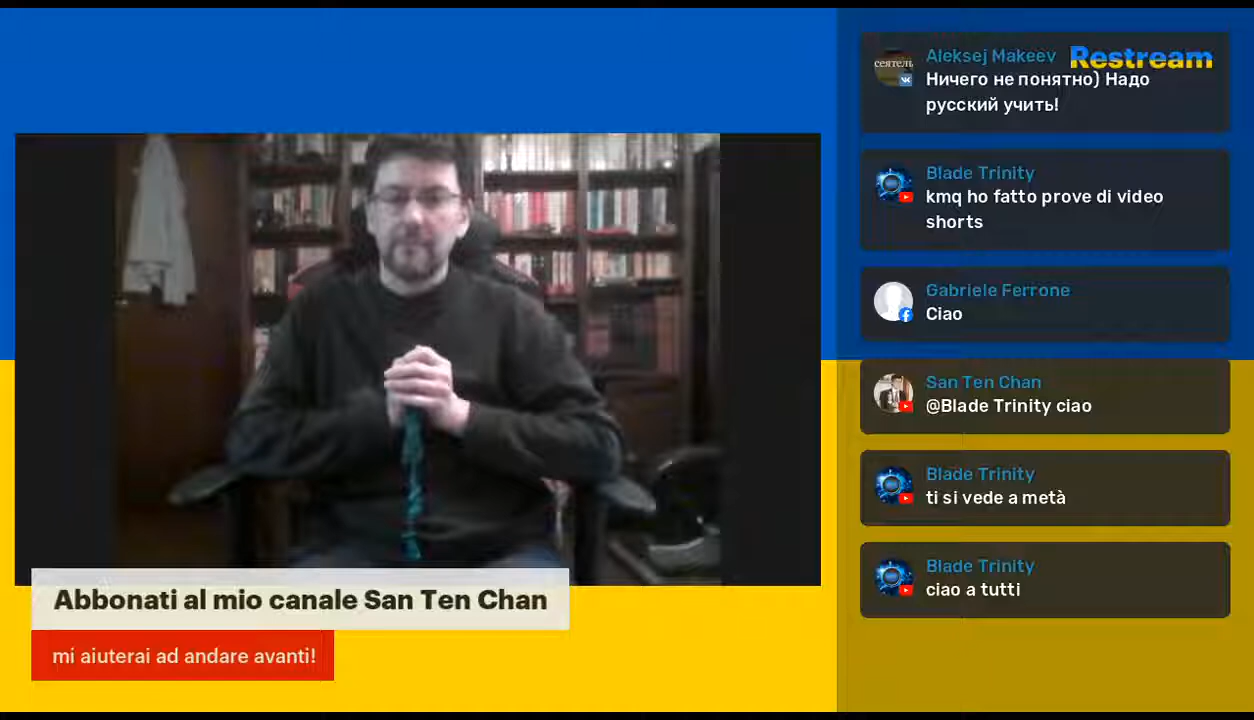 Abbonati al mio canale San Ten Chan
mi aiuterai ad andare avanti!
Restream
Aleksej Makeev
сеятель
Ничего не понятно) Надо
русский учить!
Blade Trinity
kmq ho fatto prove di video
shorts
Gabriele Ferrone
Ciao
San Ten Chan
@Blade Trinity ciao
Blade Trinity
ti si vede a metà
Blade Trinity
ciao a tutti